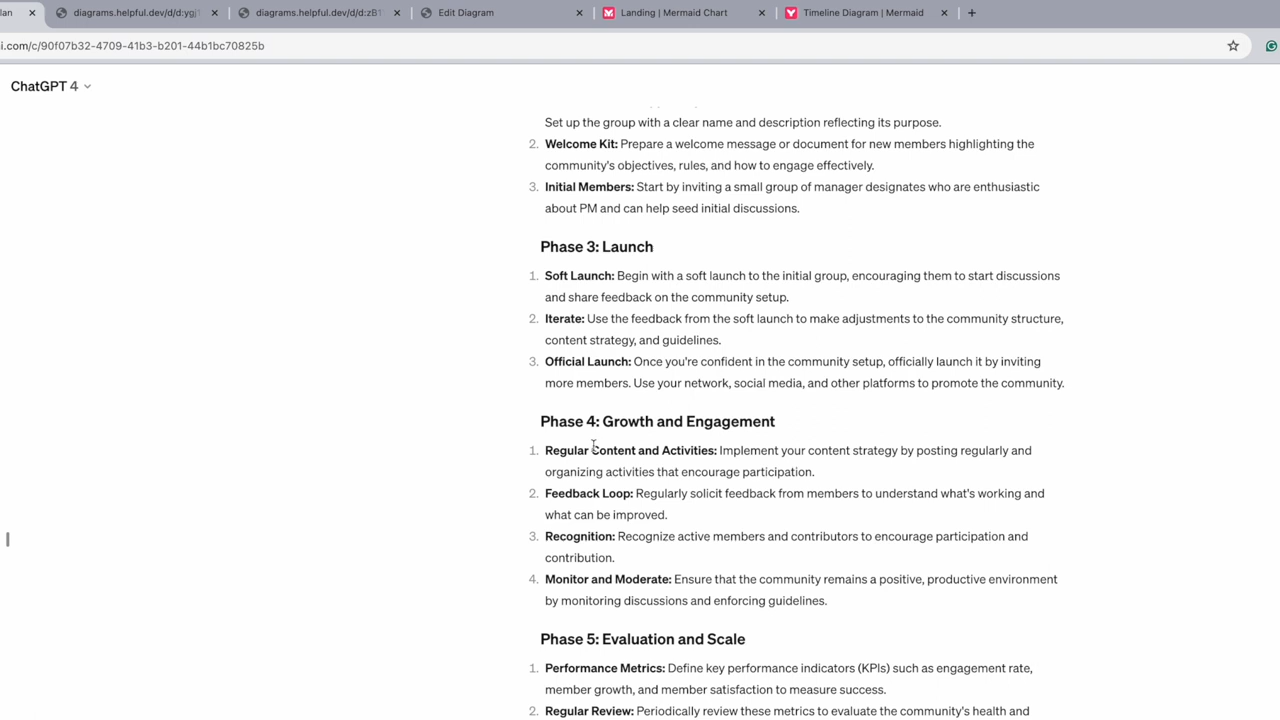 lan
diagrams.helpful.dev/d/d:ygj
diagrams.helpful.dev/d/d:zB1
Edit Diagram
Landing | Mermaid Chart
Timeline Diagram | Mermaid
i.com/c/90f07b32-4709-41b3-b201-44b1bc70825b
ChatGPT 4
Set up the group with a clear name and description reflecting its purpose.
2. Welcome Kit: Prepare a welcome message or document for new members highlighting the
community's objectives, rules, and how to engage effectively.
3. Initial Members: Start by inviting a small group of manager designates who are enthusiastic
about PM and can help seed initial discussions.
Phase 3: Launch
1. Soft Launch: Begin with a soft launch to the initial group, encouraging them to start discussions
and share feedback on the community setup.
2. Iterate: Use the feedback from the soft launch to make adjustments to the community structure,
content strategy, and guidelines.
3. Official Launch: Once you're confident in the community setup, officially launch it by inviting
more members. Use your network, social media, and other platforms to promote the community.
Phase 4: Growth and Engagement
1. Regular Content and Activities: Implement your content strategy by posting regularly and
organizing activities that encourage participation.
2. Feedback Loop: Regularly solicit feedback from members to understand what's working and
what can be improved.
3. Recognition: Recognize active members and contributors to encourage participation and
contribution.
4. Monitor and Moderate: Ensure that the community remains a positive, productive environment
by monitoring discussions and enforcing guidelines.
Phase 5: Evaluation and Scale
1. Performance Metrics: Define key performance indicators (KPIs) such as engagement rate,
member growth, and member satisfaction to measure success.
2. Regular Review: Periodically review these metrics to evaluate the community's health and